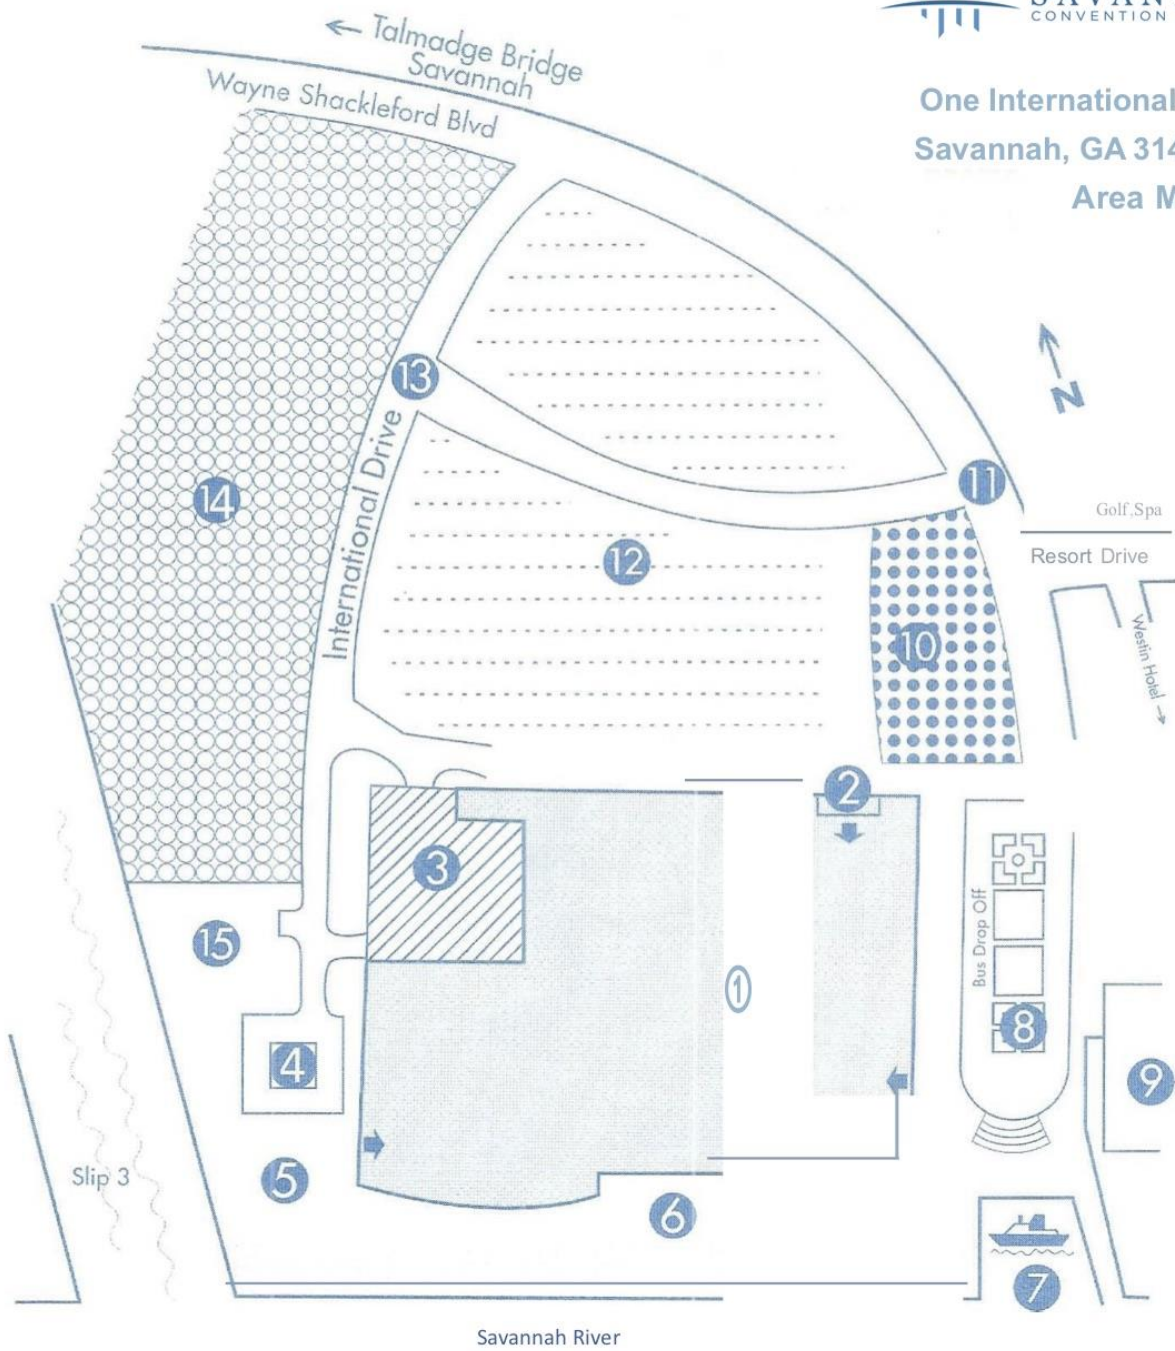 CONVENTION
One International
Savannah, GA 314
Area M
← Talmadge Bridge
Savannah
Wayne Shackleford Blvd
N
13
International Drive
14
12
11
10
Golf,Spa
Resort Drive
Westin Hotel →
2
3
1
Bus Drop Off
8
9
15
4
5
6
7
Slip 3
Savannah River